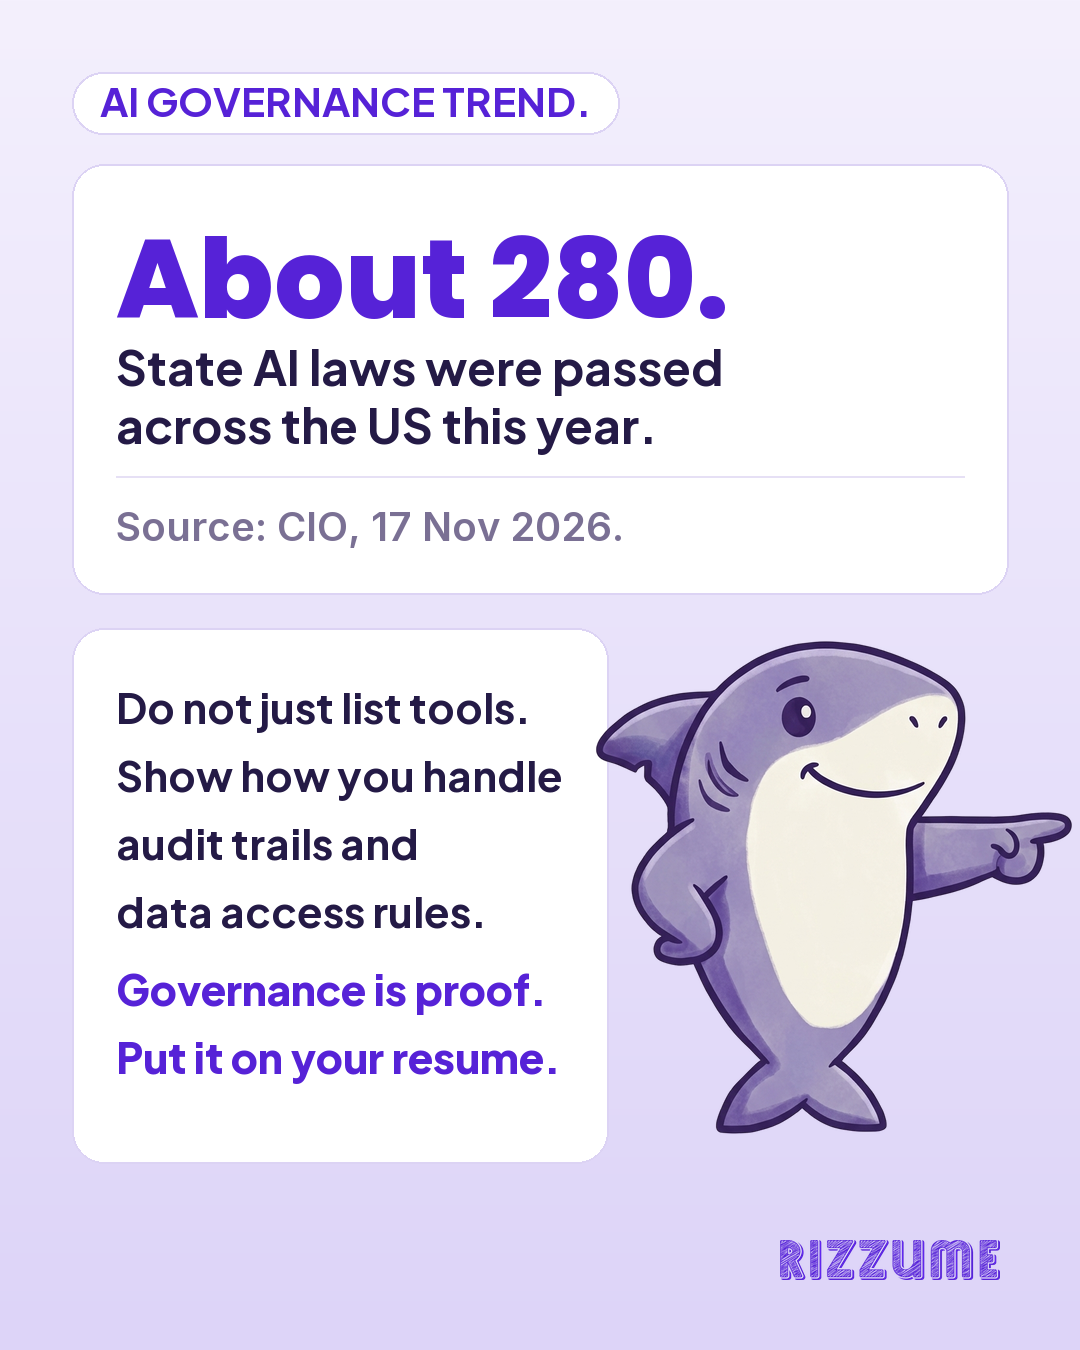 AI GOVERNANCE TREND.
About 280.
State AI laws were passed
across the US this year.
Source: CIO, 17 Nov 2026.
Do not just list tools.
Show how you handle
audit trails and
data access rules.
Governance is proof.
Put it on your resume.
RIZZUME